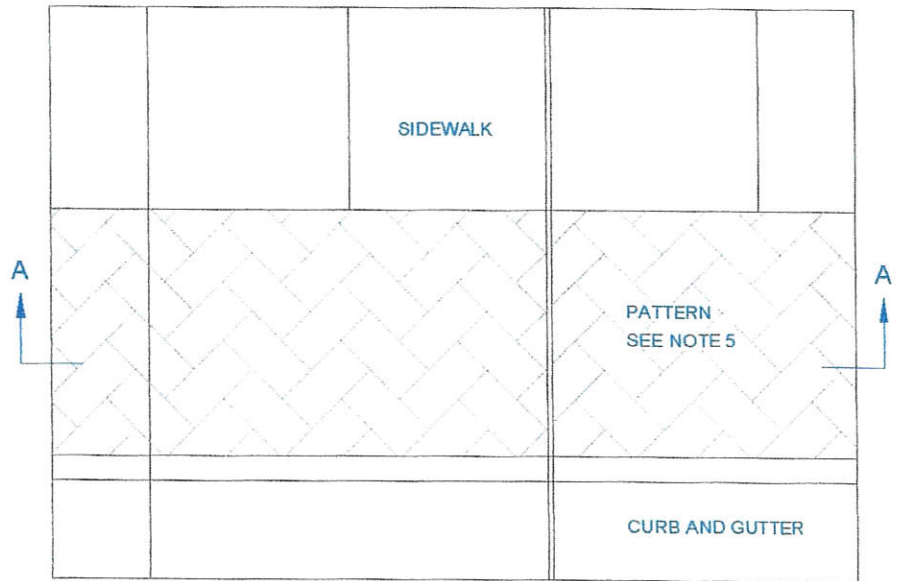 SIDEWALK
A
A
PATTERN
SEE NOTE 5
CURB AND GUTTER